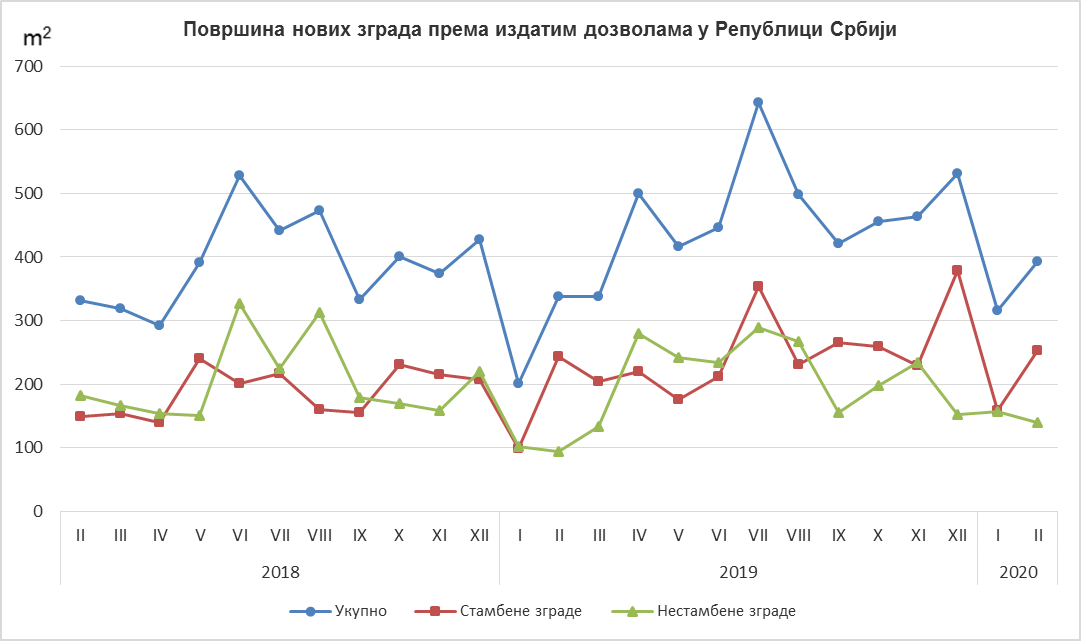 Површина нових зграда према издатим дозволама у Републици Србији
m²
700
600
500
400
300
200
100
0
II III IV V VI VII VIII IX X XI XII I II III IV V VI VII VIII IX X XI XII I II
2018 2019 2020
Укупно Стамбене зграде Нестамбене зграде